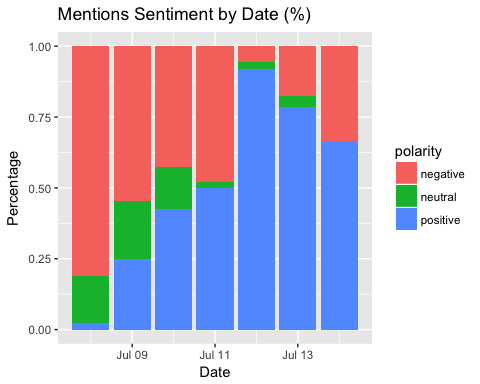 Mentions Sentiment by Date (%)
1.00
0.75
0.50
0.25
0.00
Percentage
Jul 09 Jul 11 Jul 13
Date
polarity
negative
neutral
positive